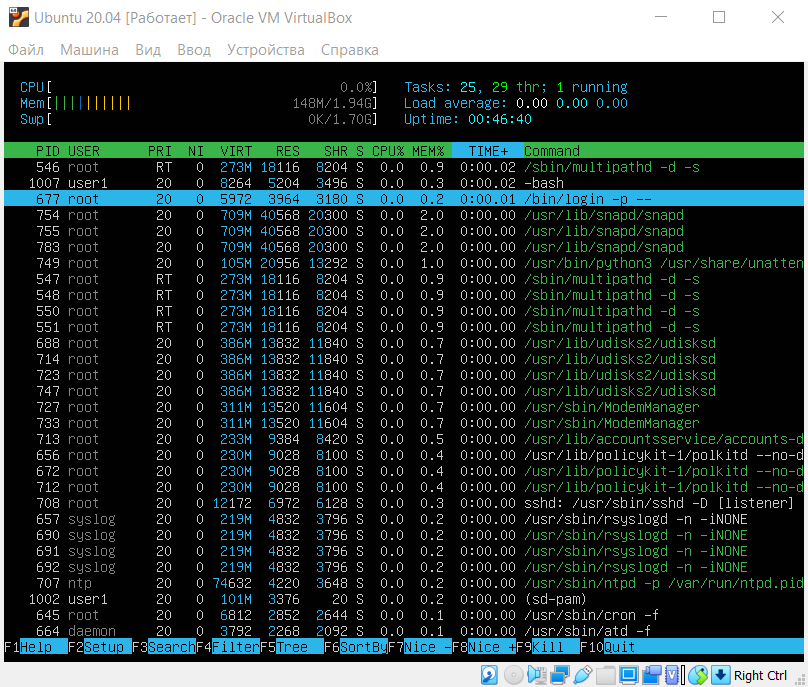 Ubuntu 20.04 [Работает] - Oracle VM VirtualBox
Файл Машина Вид Ввод Устройства Справка
CPU[ 0.0%] Tasks: 25, 29 thr; 1 running
Mem[|||||||||| 148M/1.94G] Load average: 0.00 0.00 0.00
Swp[ 0K/1.70G] Uptime: 00:46:40
PID USER PRI NI VIRT RES SHR S CPU% MEM% TIME+ Command
546 root RT 0 273M 18116 8204 S 0.0 0.9 0:00.02 /sbin/multipathd -d -s
1007 user1 20 0 8264 5204 3496 S 0.0 0.3 0:00.02 -bash
677 root 20 0 5972 3964 3180 S 0.0 0.2 0:00.01 /bin/login -p --
754 root 20 0 709M 40568 20300 S 0.0 2.0 0:00.00 /usr/lib/snapd/snapd
755 root 20 0 709M 40568 20300 S 0.0 2.0 0:00.00 /usr/lib/snapd/snapd
783 root 20 0 709M 40568 20300 S 0.0 2.0 0:00.00 /usr/lib/snapd/snapd
749 root 20 0 105M 20956 13292 S 0.0 1.0 0:00.00 /usr/bin/python3 /usr/share/unatten
547 root RT 0 273M 18116 8204 S 0.0 0.9 0:00.00 /sbin/multipathd -d -s
548 root RT 0 273M 18116 8204 S 0.0 0.9 0:00.00 /sbin/multipathd -d -s
550 root RT 0 273M 18116 8204 S 0.0 0.9 0:00.00 /sbin/multipathd -d -s
551 root RT 0 273M 18116 8204 S 0.0 0.9 0:00.00 /sbin/multipathd -d -s
688 root 20 0 386M 13832 11840 S 0.0 0.7 0:00.00 /usr/lib/udisks2/udisksd
714 root 20 0 386M 13832 11840 S 0.0 0.7 0:00.00 /usr/lib/udisks2/udisksd
723 root 20 0 386M 13832 11840 S 0.0 0.7 0:00.00 /usr/lib/udisks2/udisksd
747 root 20 0 386M 13832 11840 S 0.0 0.7 0:00.00 /usr/lib/udisks2/udisksd
727 root 20 0 311M 13520 11604 S 0.0 0.7 0:00.00 /usr/sbin/ModemManager
733 root 20 0 311M 13520 11604 S 0.0 0.7 0:00.00 /usr/sbin/ModemManager
713 root 20 0 233M 9384 8420 S 0.0 0.5 0:00.00 /usr/lib/accountsservice/accounts-d
656 root 20 0 230M 9028 8100 S 0.0 0.4 0:00.00 /usr/lib/policykit-1/polkitd --no-d
672 root 20 0 230M 9028 8100 S 0.0 0.4 0:00.00 /usr/lib/policykit-1/polkitd --no-d
712 root 20 0 230M 9028 8100 S 0.0 0.4 0:00.00 /usr/lib/policykit-1/polkitd --no-d
708 root 20 0 12172 6972 6128 S 0.0 0.3 0:00.00 sshd: /usr/sbin/sshd -D [listener]
657 syslog 20 0 219M 4832 3796 S 0.0 0.2 0:00.00 /usr/sbin/rsyslogd -n -iNONE
690 syslog 20 0 219M 4832 3796 S 0.0 0.2 0:00.00 /usr/sbin/rsyslogd -n -iNONE
691 syslog 20 0 219M 4832 3796 S 0.0 0.2 0:00.00 /usr/sbin/rsyslogd -n -iNONE
692 syslog 20 0 219M 4832 3796 S 0.0 0.2 0:00.00 /usr/sbin/rsyslogd -n -iNONE
707 ntp 20 0 74632 4220 3648 S 0.0 0.2 0:00.00 /usr/sbin/ntpd -p /var/run/ntpd.pid
1002 user1 20 0 101M 3376 20 S 0.0 0.2 0:00.00 (sd-pam)
645 root 20 0 6812 2852 2644 S 0.0 0.1 0:00.00 /usr/sbin/cron -f
664 daemon 20 0 3792 2268 2092 S 0.0 0.1 0:00.00 /usr/sbin/atd -f
F1Help F2Setup F3SearchF4FilterF5Tree F6SortByF7Nice -F8Nice +F9Kill F10Quit
Right Ctrl